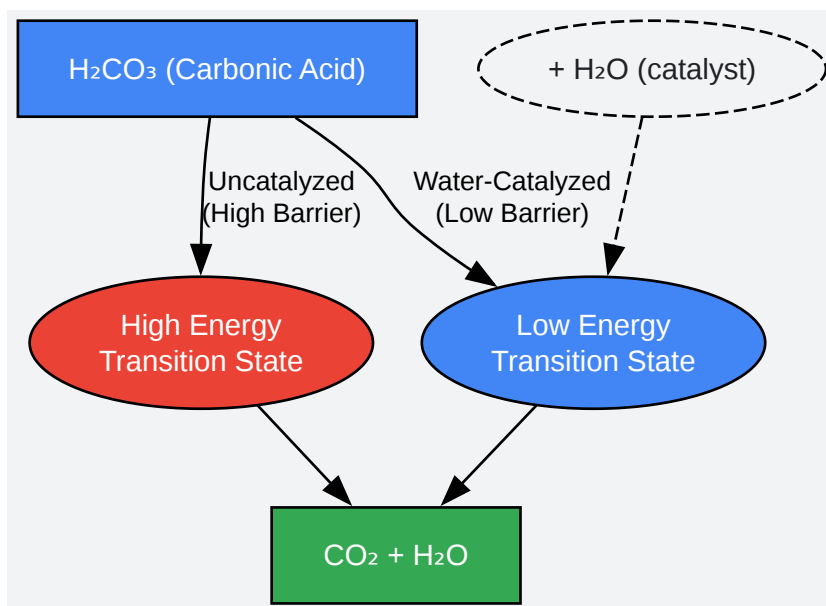 H₂CO₃ (Carbonic Acid)
+ H₂O (catalyst)
Uncatalyzed
(High Barrier)
Water-Catalyzed
(Low Barrier)
High Energy
Transition State
Low Energy
Transition State
CO₂ + H₂O